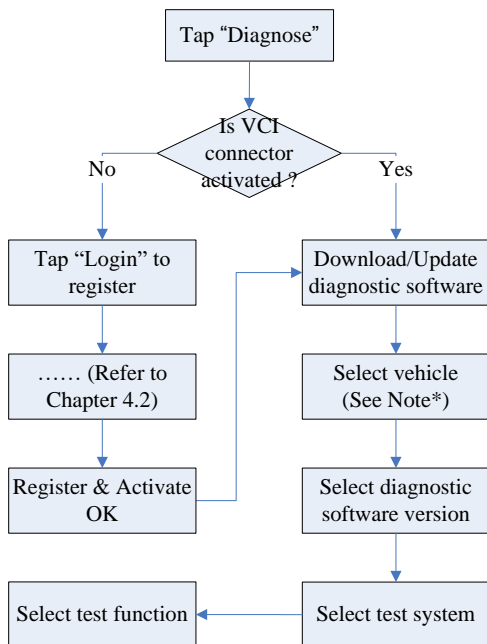 Tap “Diagnose”
Is VCI
connector
activated ?
No
Yes
Tap “Login” to
register
Download/Update
diagnostic software
…… (Refer to
Chapter 4.2)
Select vehicle
(See Note*)
Register & Activate
OK
Select diagnostic
software version
Select test function
Select test system